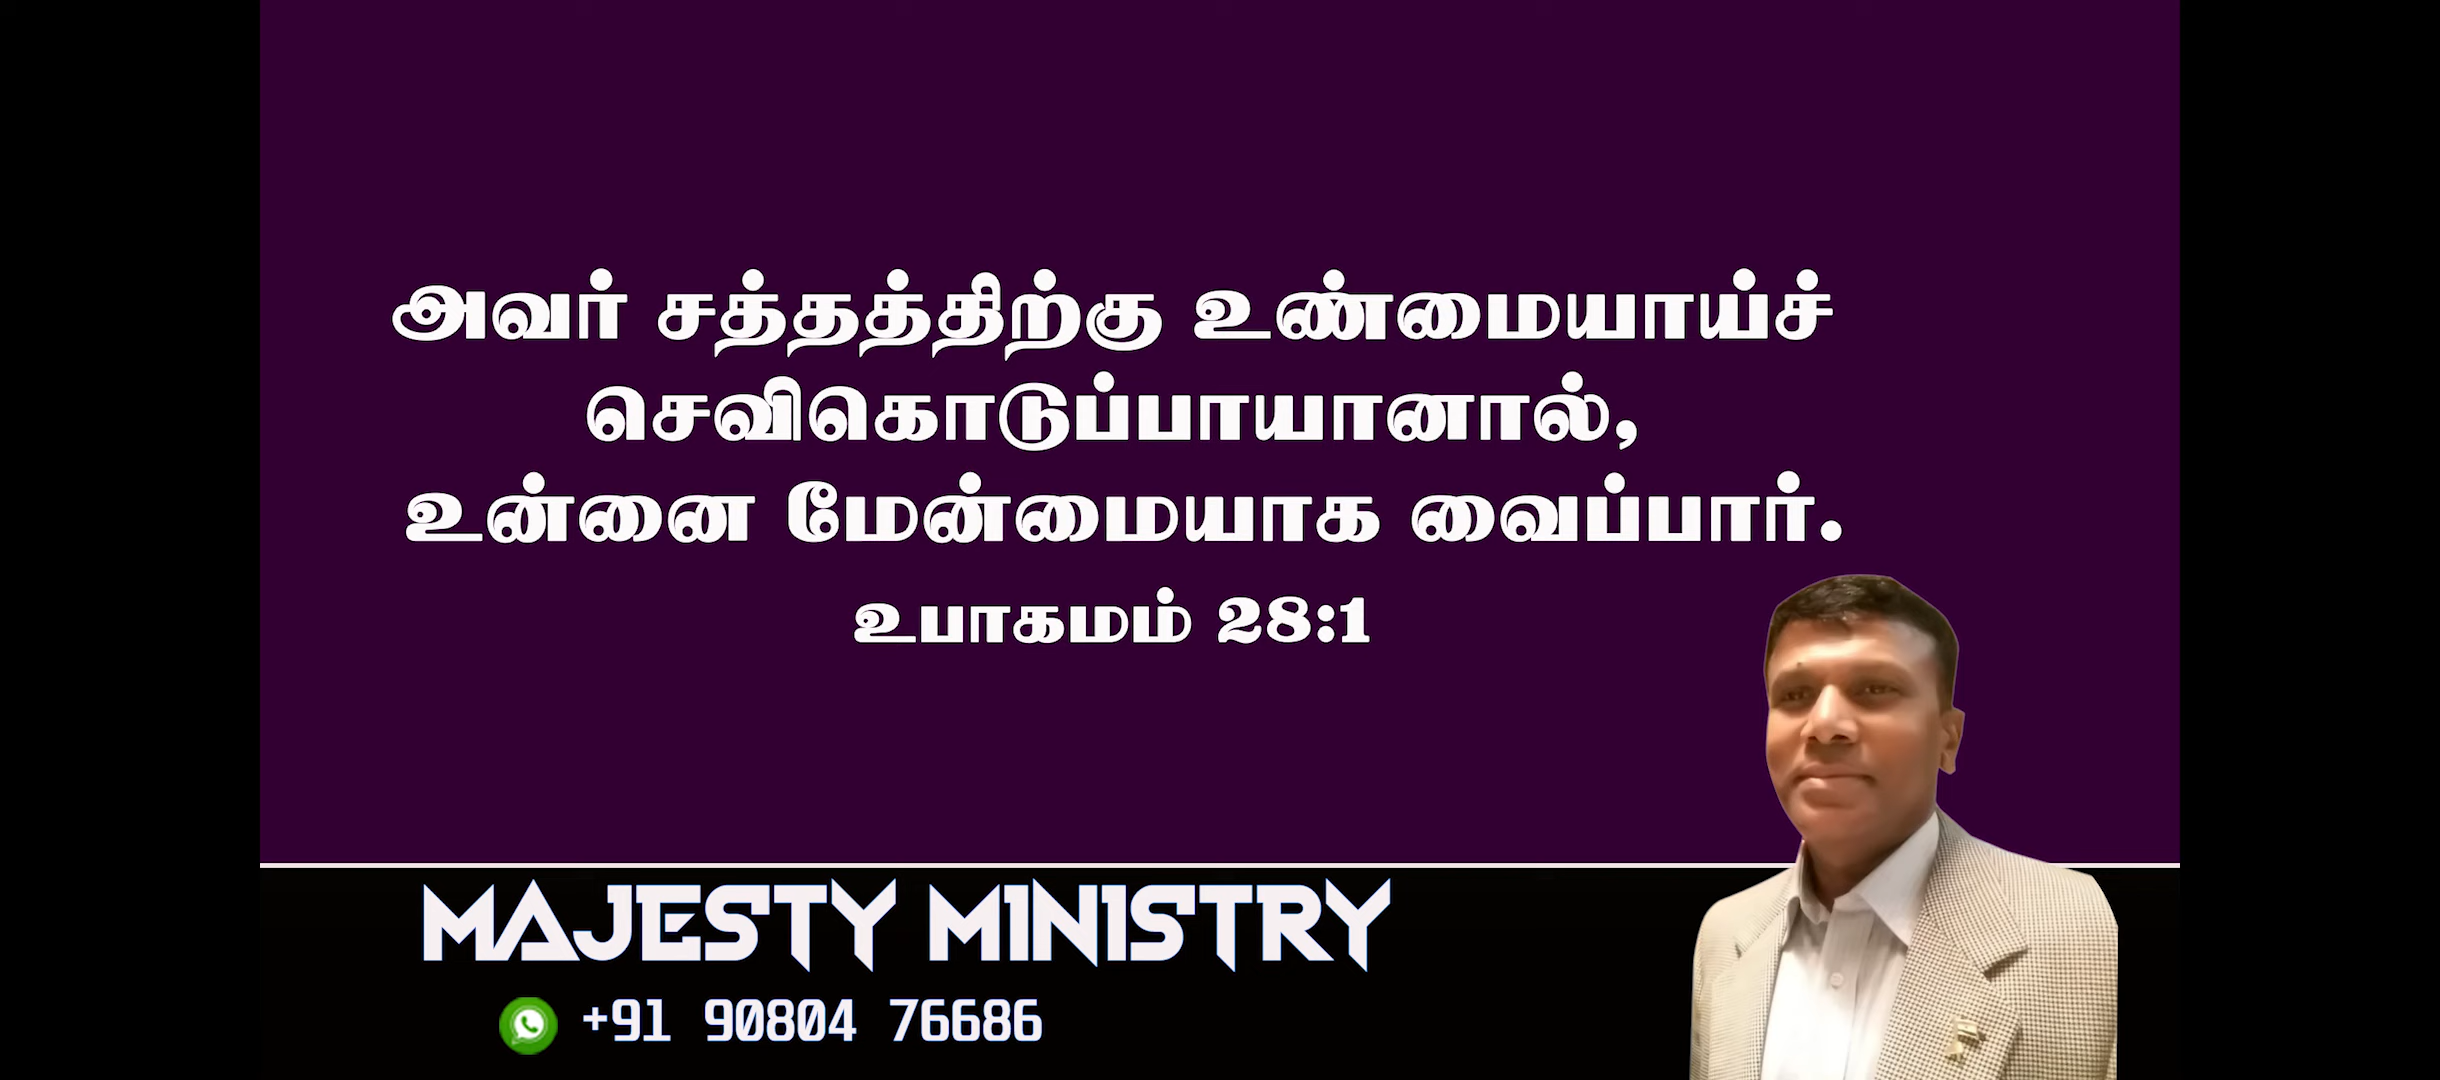 அவர் சத்தத்திற்கு உண்மையாய்ச்
செவிகொடுப்பாயானால்,
உன்னை மேன்மையாக வைப்பார்.
உபாகமம் 28:1
MAJESTY MINISTRY
+91 90804 76686